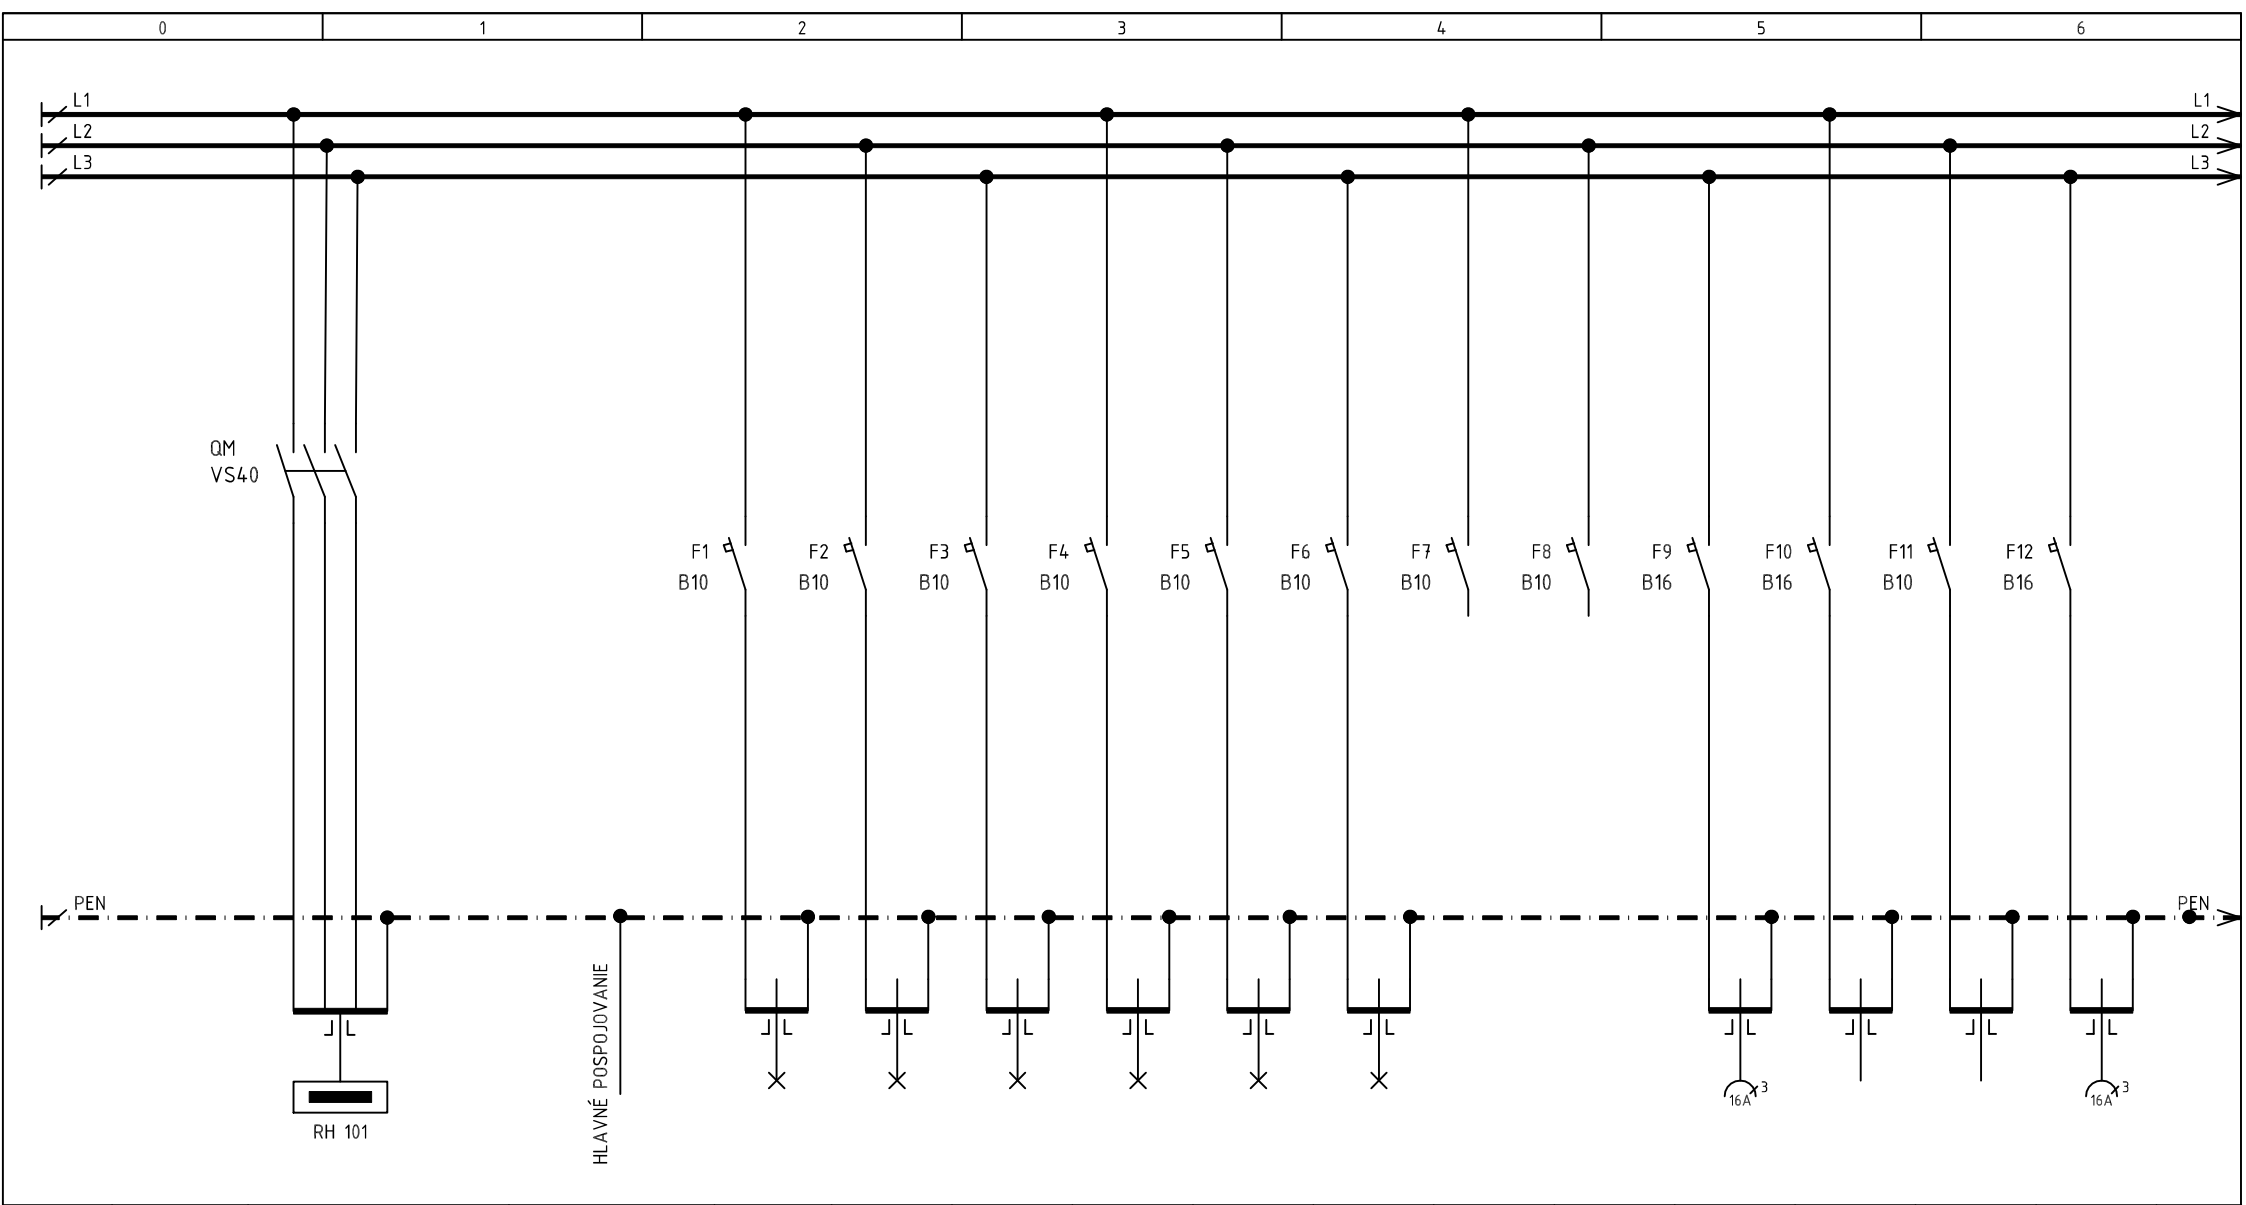 0 1 2 3 4 5 6
L1 L1
L2 L2
L3 L3
QM
VS40
F1 F2 F3 F4 F5 F6 F7 F8 F9 F10 F11 F12
B10 B10 B10 B10 B10 B10 B10 B10 B16 B16 B10 B16
PEN PEN
HLAVNÉ POSPOJOVANIE
3 3
16A 16A
RH 101